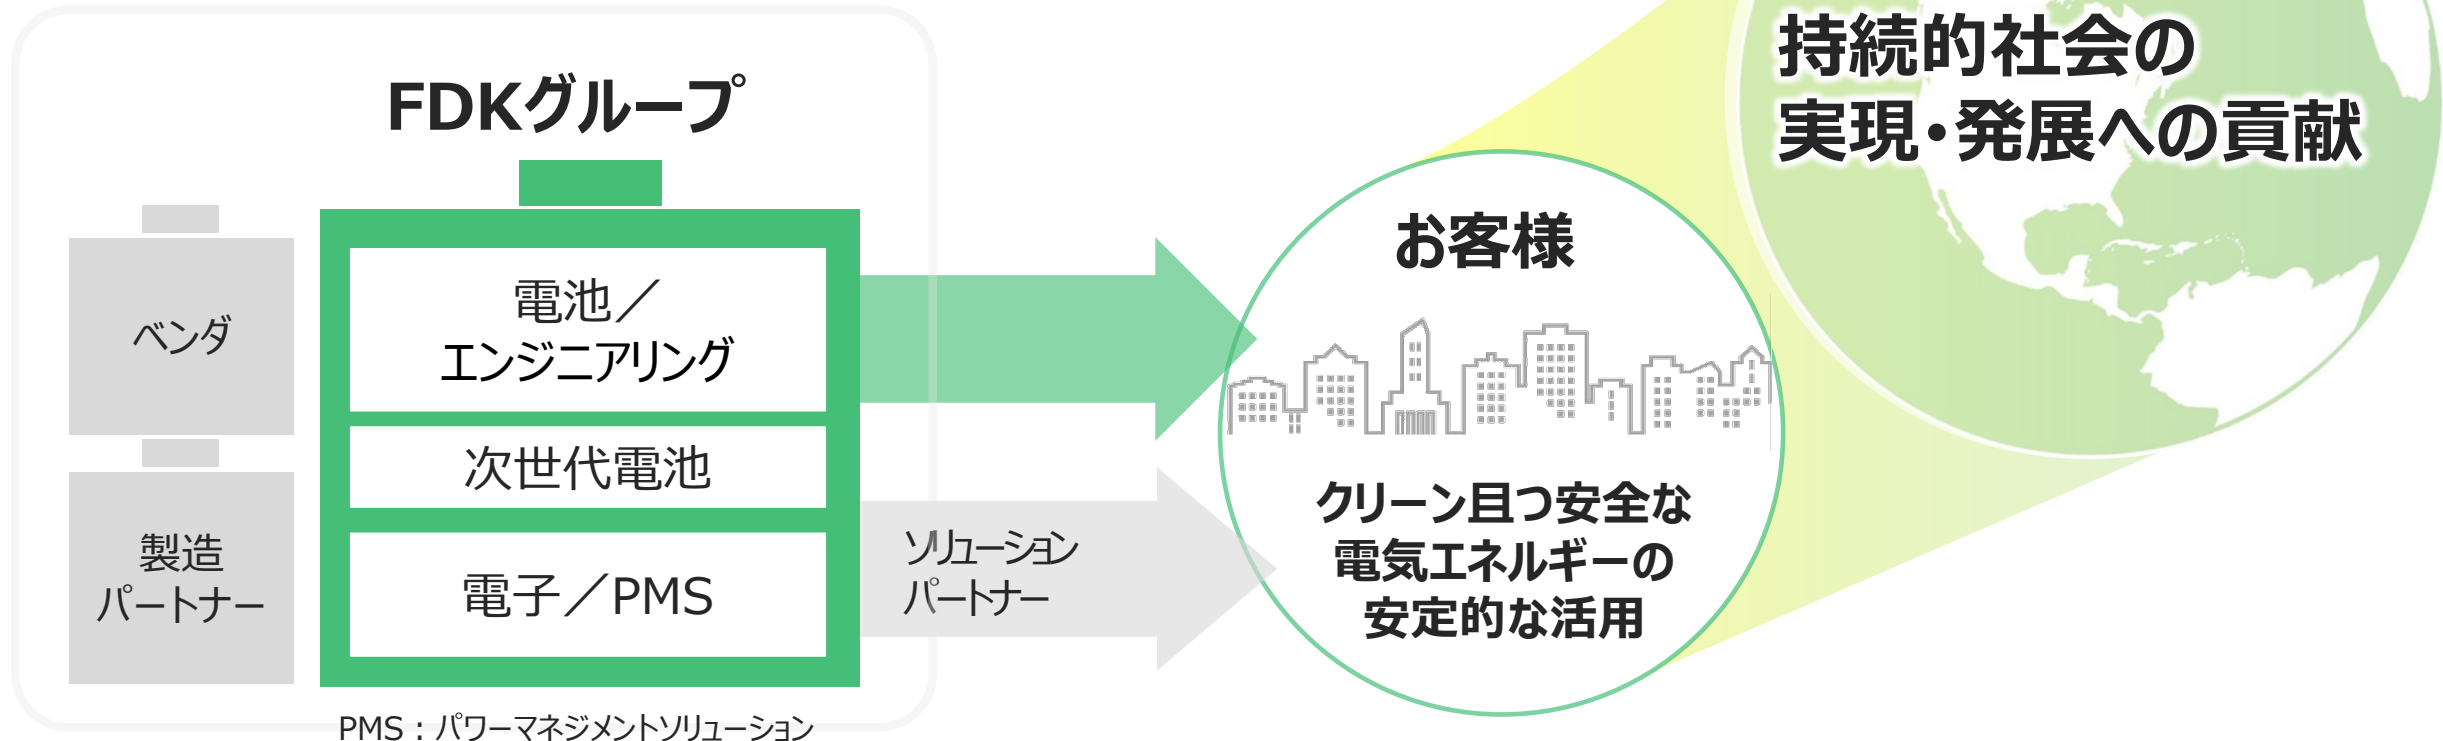 FDKグループ
ベンダ
製造
パートナー
電池／
エンジニアリング
次世代電池
電子／PMS
PMS：パワーマネジメントソリューション
ソリューション
パートナー
お客様
クリーン且つ安全な
電気エネルギーの
安定的な活用
持続的社会の
実現・発展への貢献